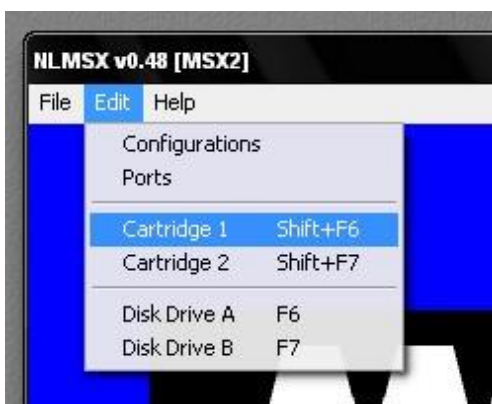 NLMSX v0.48 [MSX2]
File Edit Help
Configurations
Ports
Cartridge 1 Shift+F6
Cartridge 2 Shift+F7
Disk Drive A F6
Disk Drive B F7